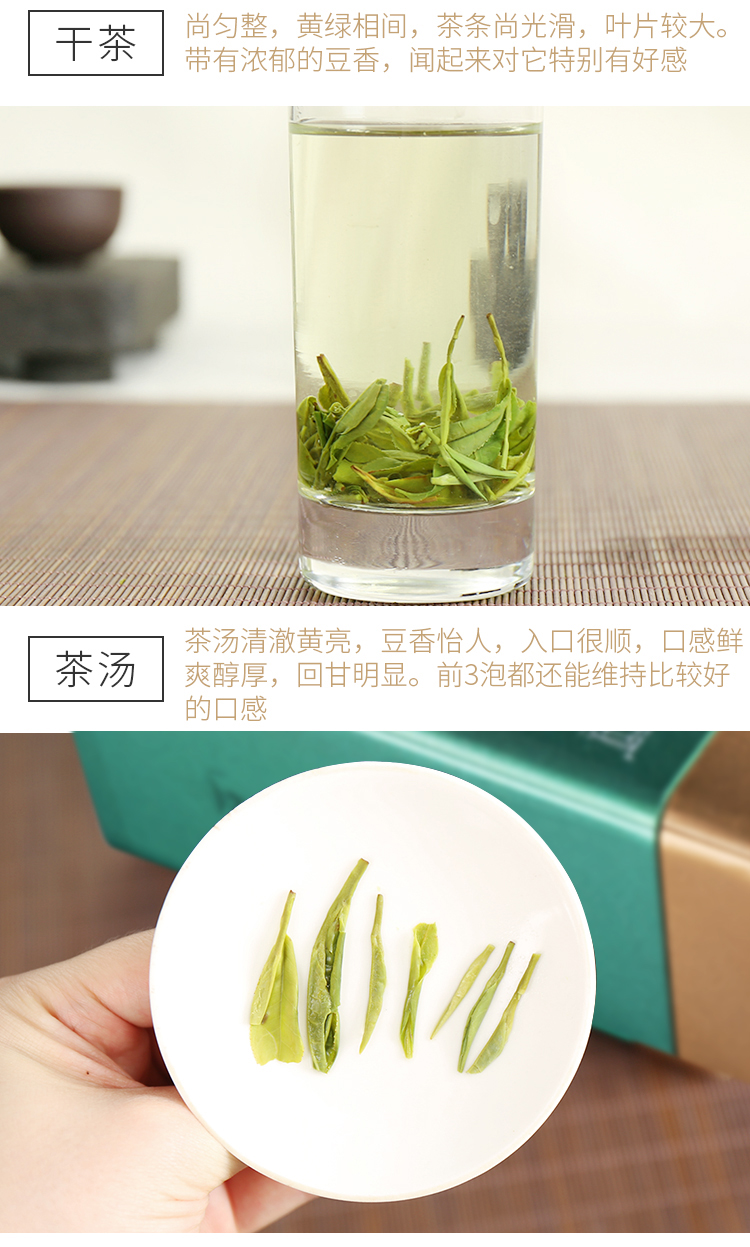 干茶
尚匀整，黄绿相间，茶条尚光滑，叶片较大。
带有浓郁的豆香，闻起来对它特别有好感
茶汤
茶汤清澈黄亮，豆香怡人，入口很顺，口感鲜
爽醇厚，回甘明显。前3泡都还能维持比较好
的口感